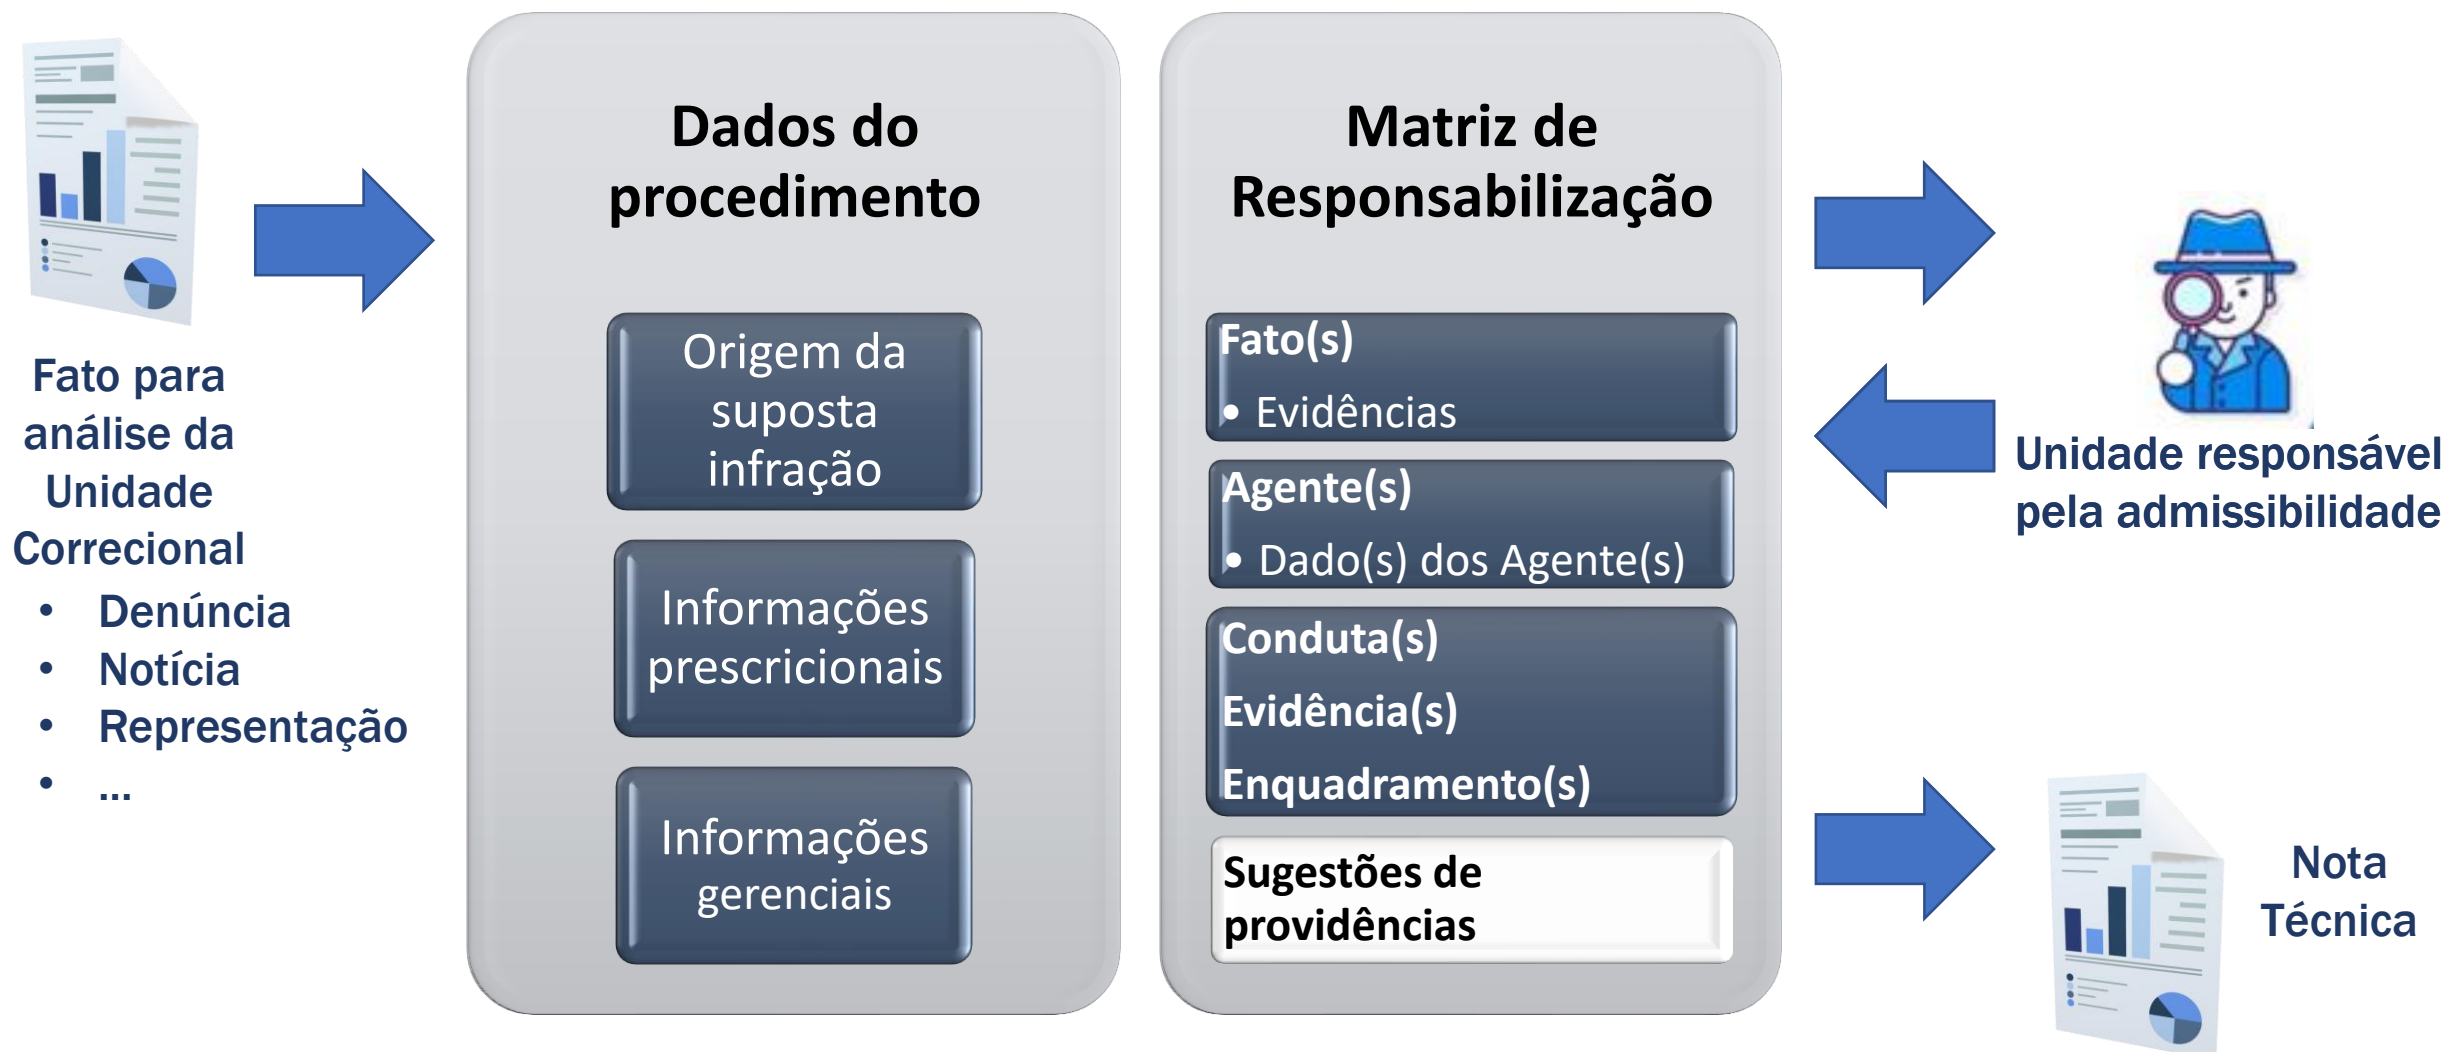 Fato para
análise da
Unidade
Correcional
• Denúncia
• Notícia
• Representação
• ...
Dados do
procedimento
Origem da
suposta
infração
Informações
prescricionais
Informações
gerenciais
Matriz de
Responsabilização
Fato(s)
• Evidências
Agente(s)
• Dado(s) dos Agente(s)
Conduta(s)
Evidência(s)
Enquadramento(s)
Sugestões de
providências
Unidade responsável
pela admissibilidade
Nota
Técnica